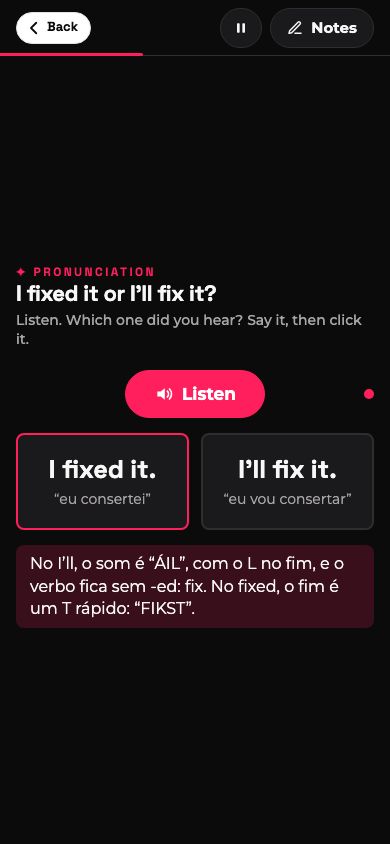 Back
Notes
PRONUNCIATION
I fixed it or I’ll fix it?
Listen. Which one did you hear? Say it, then click
it.
Listen
I fixed it.
“eu consertei”
I’ll fix it.
“eu vou consertar”
No I’ll, o som é “ÁIL”, com o L no fim, e o
verbo fica sem -ed: fix. No fixed, o fim é
um T rápido: “FIKST”.